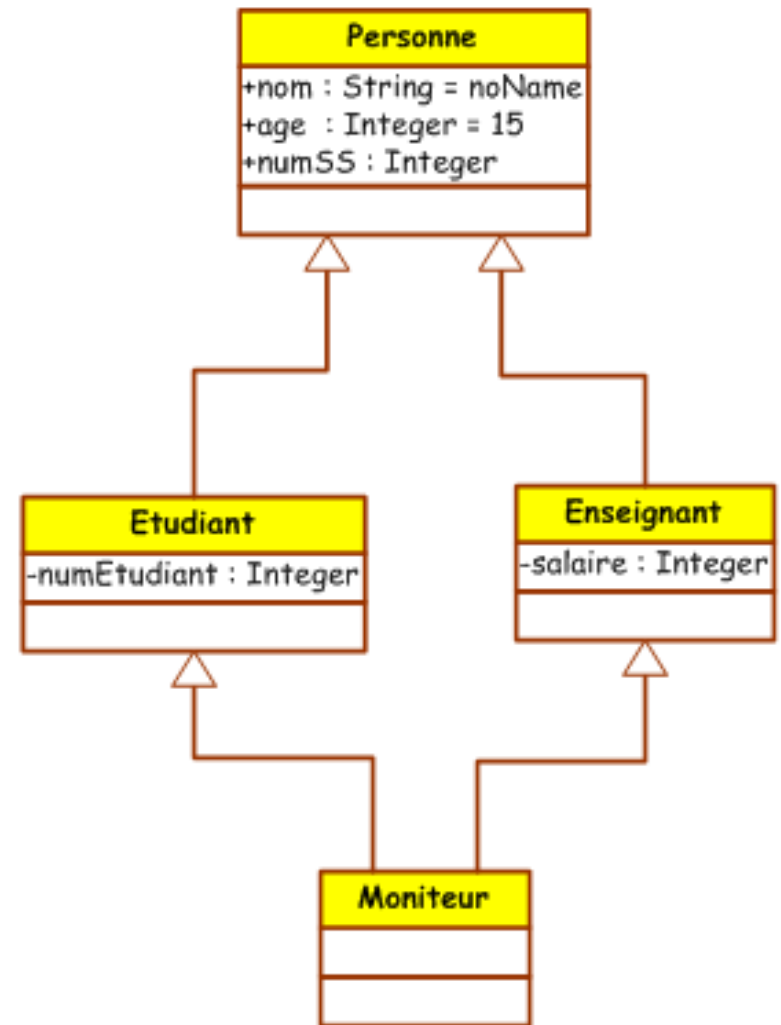 Personne
+nom : String = noName
+age : Integer = 15
+numSS : Integer
Etudiant
-numEtudiant : Integer
Enseignant
-salaire : Integer
Moniteur